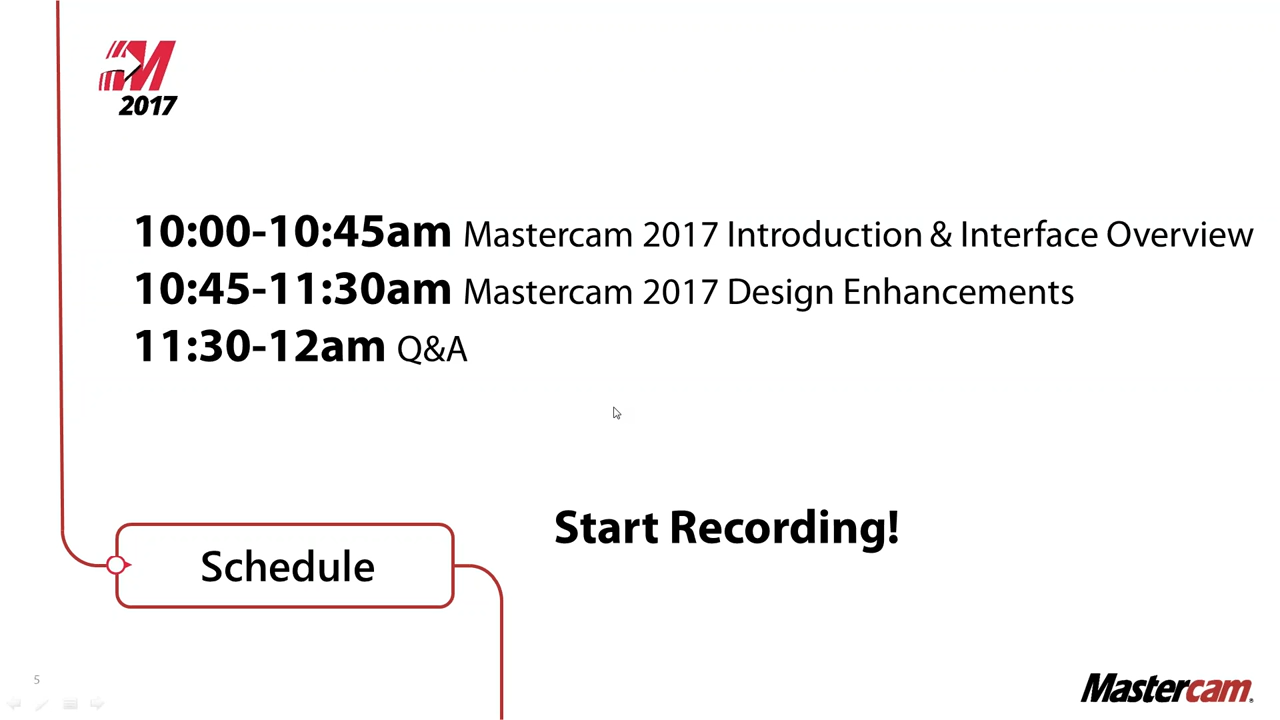 M
2017
10:00-10:45am Mastercam 2017 Introduction & Interface Overview
10:45-11:30am Mastercam 2017 Design Enhancements
11:30-12am Q&A
Start Recording!
Schedule
5
Mastercam®